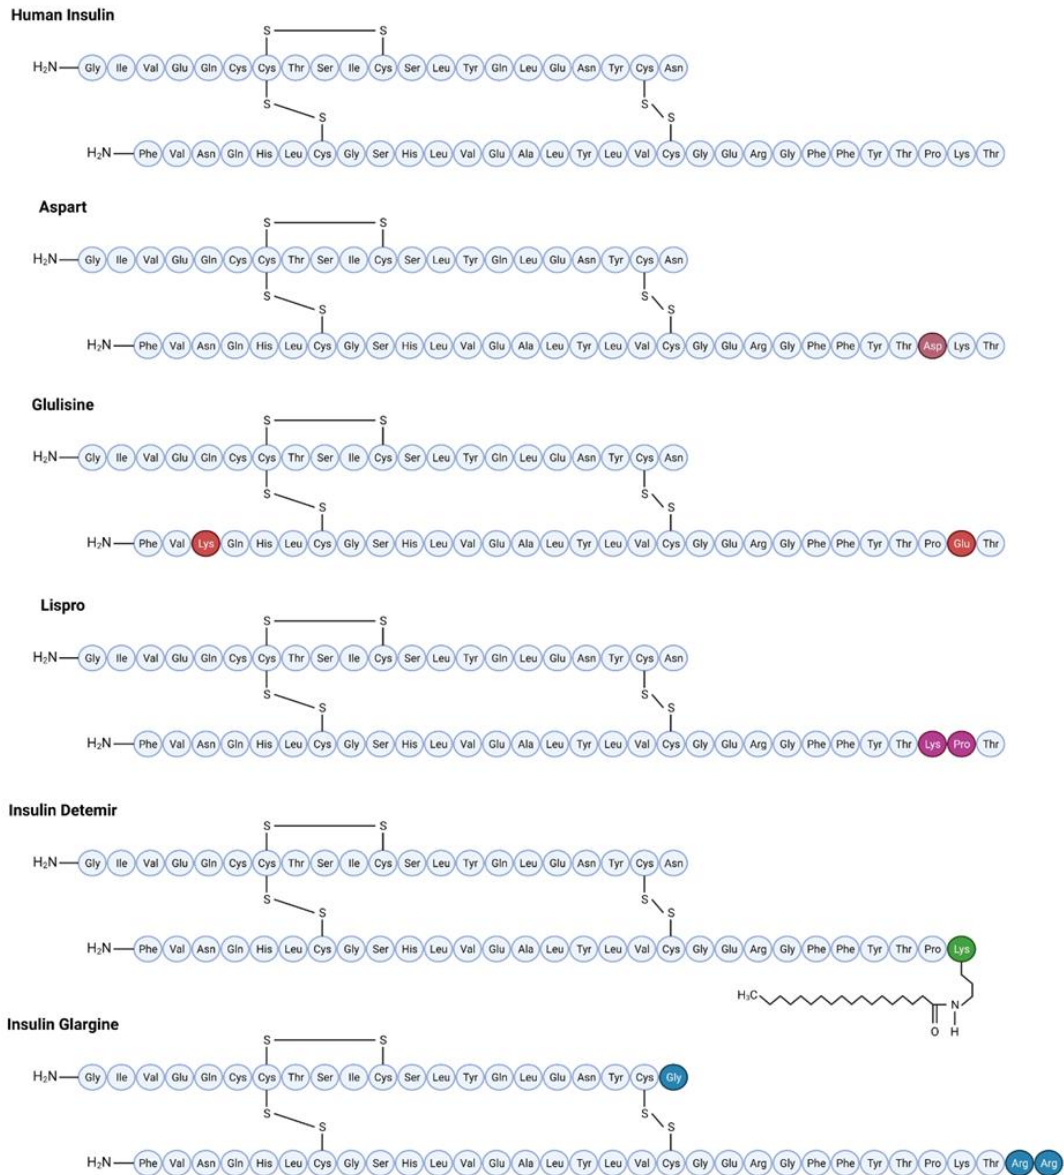 Human Insulin
S S
H₂N Gly Ile Val Glu Gln Cys Cys Thr Ser Ile Cys Ser Leu Tyr Gln Leu Glu Asn Tyr Cys Asn
S S
S S
H₂N Phe Val Asn Gln His Leu Cys Gly Ser His Leu Val Glu Ala Leu Tyr Leu Val Cys Gly Glu Arg Gly Phe Phe Tyr Thr Pro Lys Thr
Aspart
S S
H₂N Gly Ile Val Glu Gln Cys Cys Thr Ser Ile Cys Ser Leu Tyr Gln Leu Glu Asn Tyr Cys Asn
S S
S S
H₂N Phe Val Asn Gln His Leu Cys Gly Ser His Leu Val Glu Ala Leu Tyr Leu Val Cys Gly Glu Arg Gly Phe Phe Tyr Thr Asp Lys Thr
Glulisine
S S
H₂N Gly Ile Val Glu Gln Cys Cys Thr Ser Ile Cys Ser Leu Tyr Gln Leu Glu Asn Tyr Cys Asn
S S
S S
H₂N Phe Val Lys Gln His Leu Cys Gly Ser His Leu Val Glu Ala Leu Tyr Leu Val Cys Gly Glu Arg Gly Phe Phe Tyr Thr Pro Glu Thr
Lispro
S S
H₂N Gly Ile Val Glu Gln Cys Cys Thr Ser Ile Cys Ser Leu Tyr Gln Leu Glu Asn Tyr Cys Asn
S S
S S
H₂N Phe Val Asn Gln His Leu Cys Gly Ser His Leu Val Glu Ala Leu Tyr Leu Val Cys Gly Glu Arg Gly Phe Phe Tyr Thr Lys Pro Thr
Insulin Detemir
S S
H₂N Gly Ile Val Glu Gln Cys Cys Thr Ser Ile Cys Ser Leu Tyr Gln Leu Glu Asn Tyr Cys Asn
S S
S S
H₂N Phe Val Asn Gln His Leu Cys Gly Ser His Leu Val Glu Ala Leu Tyr Leu Val Cys Gly Glu Arg Gly Phe Phe Tyr Thr Pro Lys
H₃C N
O H
Insulin Glargine
S S
H₂N Gly Ile Val Glu Gln Cys Cys Thr Ser Ile Cys Ser Leu Tyr Gln Leu Glu Asn Tyr Cys Gly
S S
S S
H₂N Phe Val Asn Gln His Leu Cys Gly Ser His Leu Val Glu Ala Leu Tyr Leu Val Cys Gly Glu Arg Gly Phe Phe Tyr Thr Pro Lys Thr Arg Arg